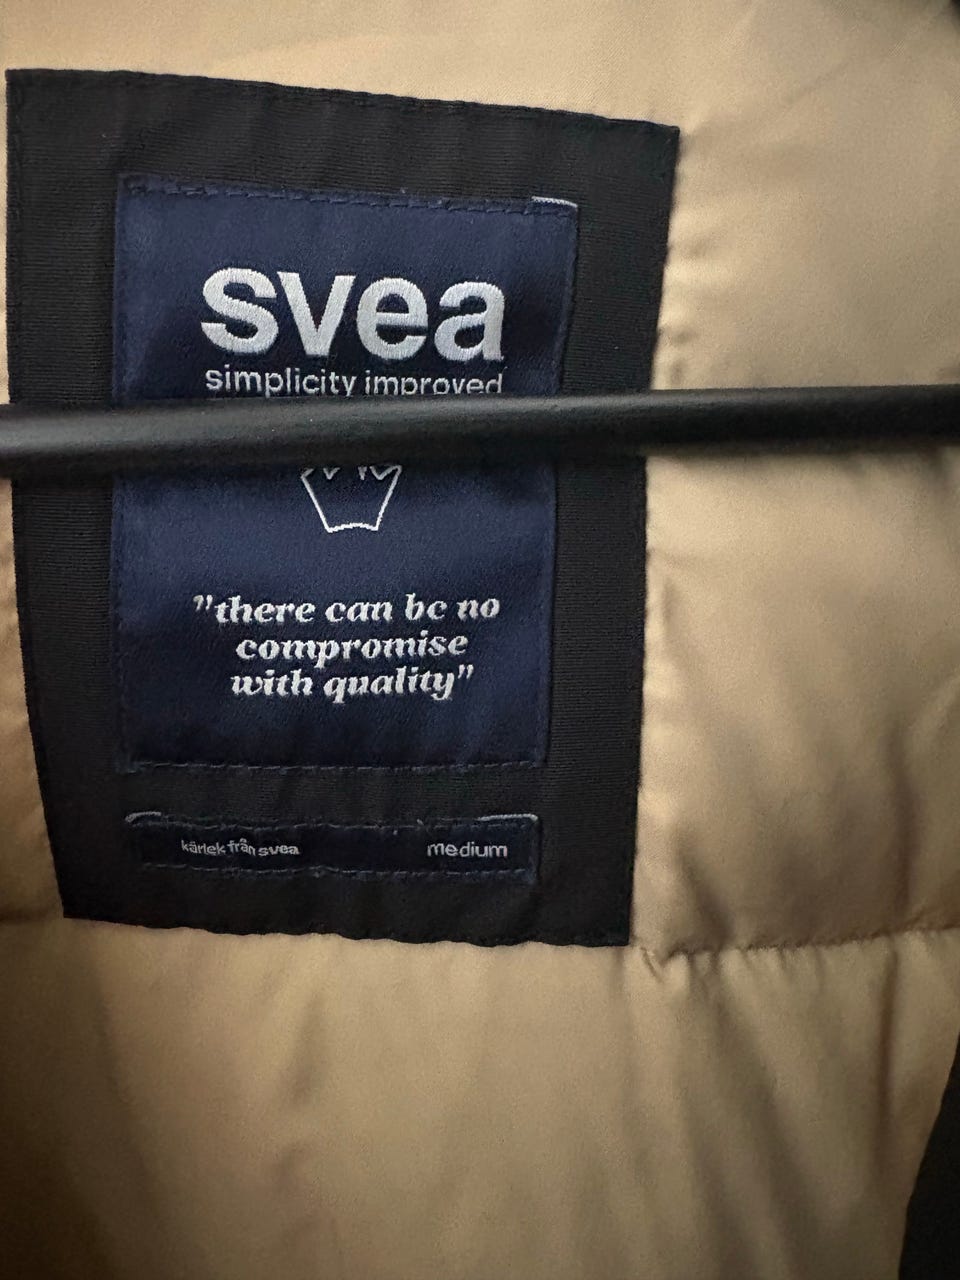 svea
simplicity improved
"there can be no
compromise
with quality"
kärlek från svea
medium